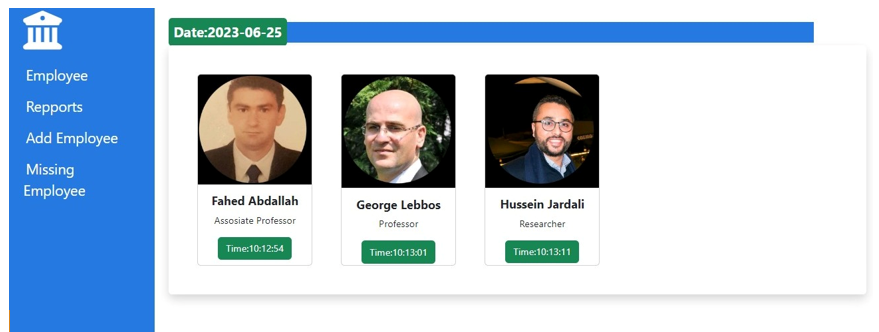 Date:2023-06-25
Employee
Repports
Add Employee
Missing
Employee
Fahed Abdallah
Assosiate Professor
Time:10:12:54
George Lebbos
Professor
Time:10:13:01
Hussein Jardali
Researcher
Time:10:13:11